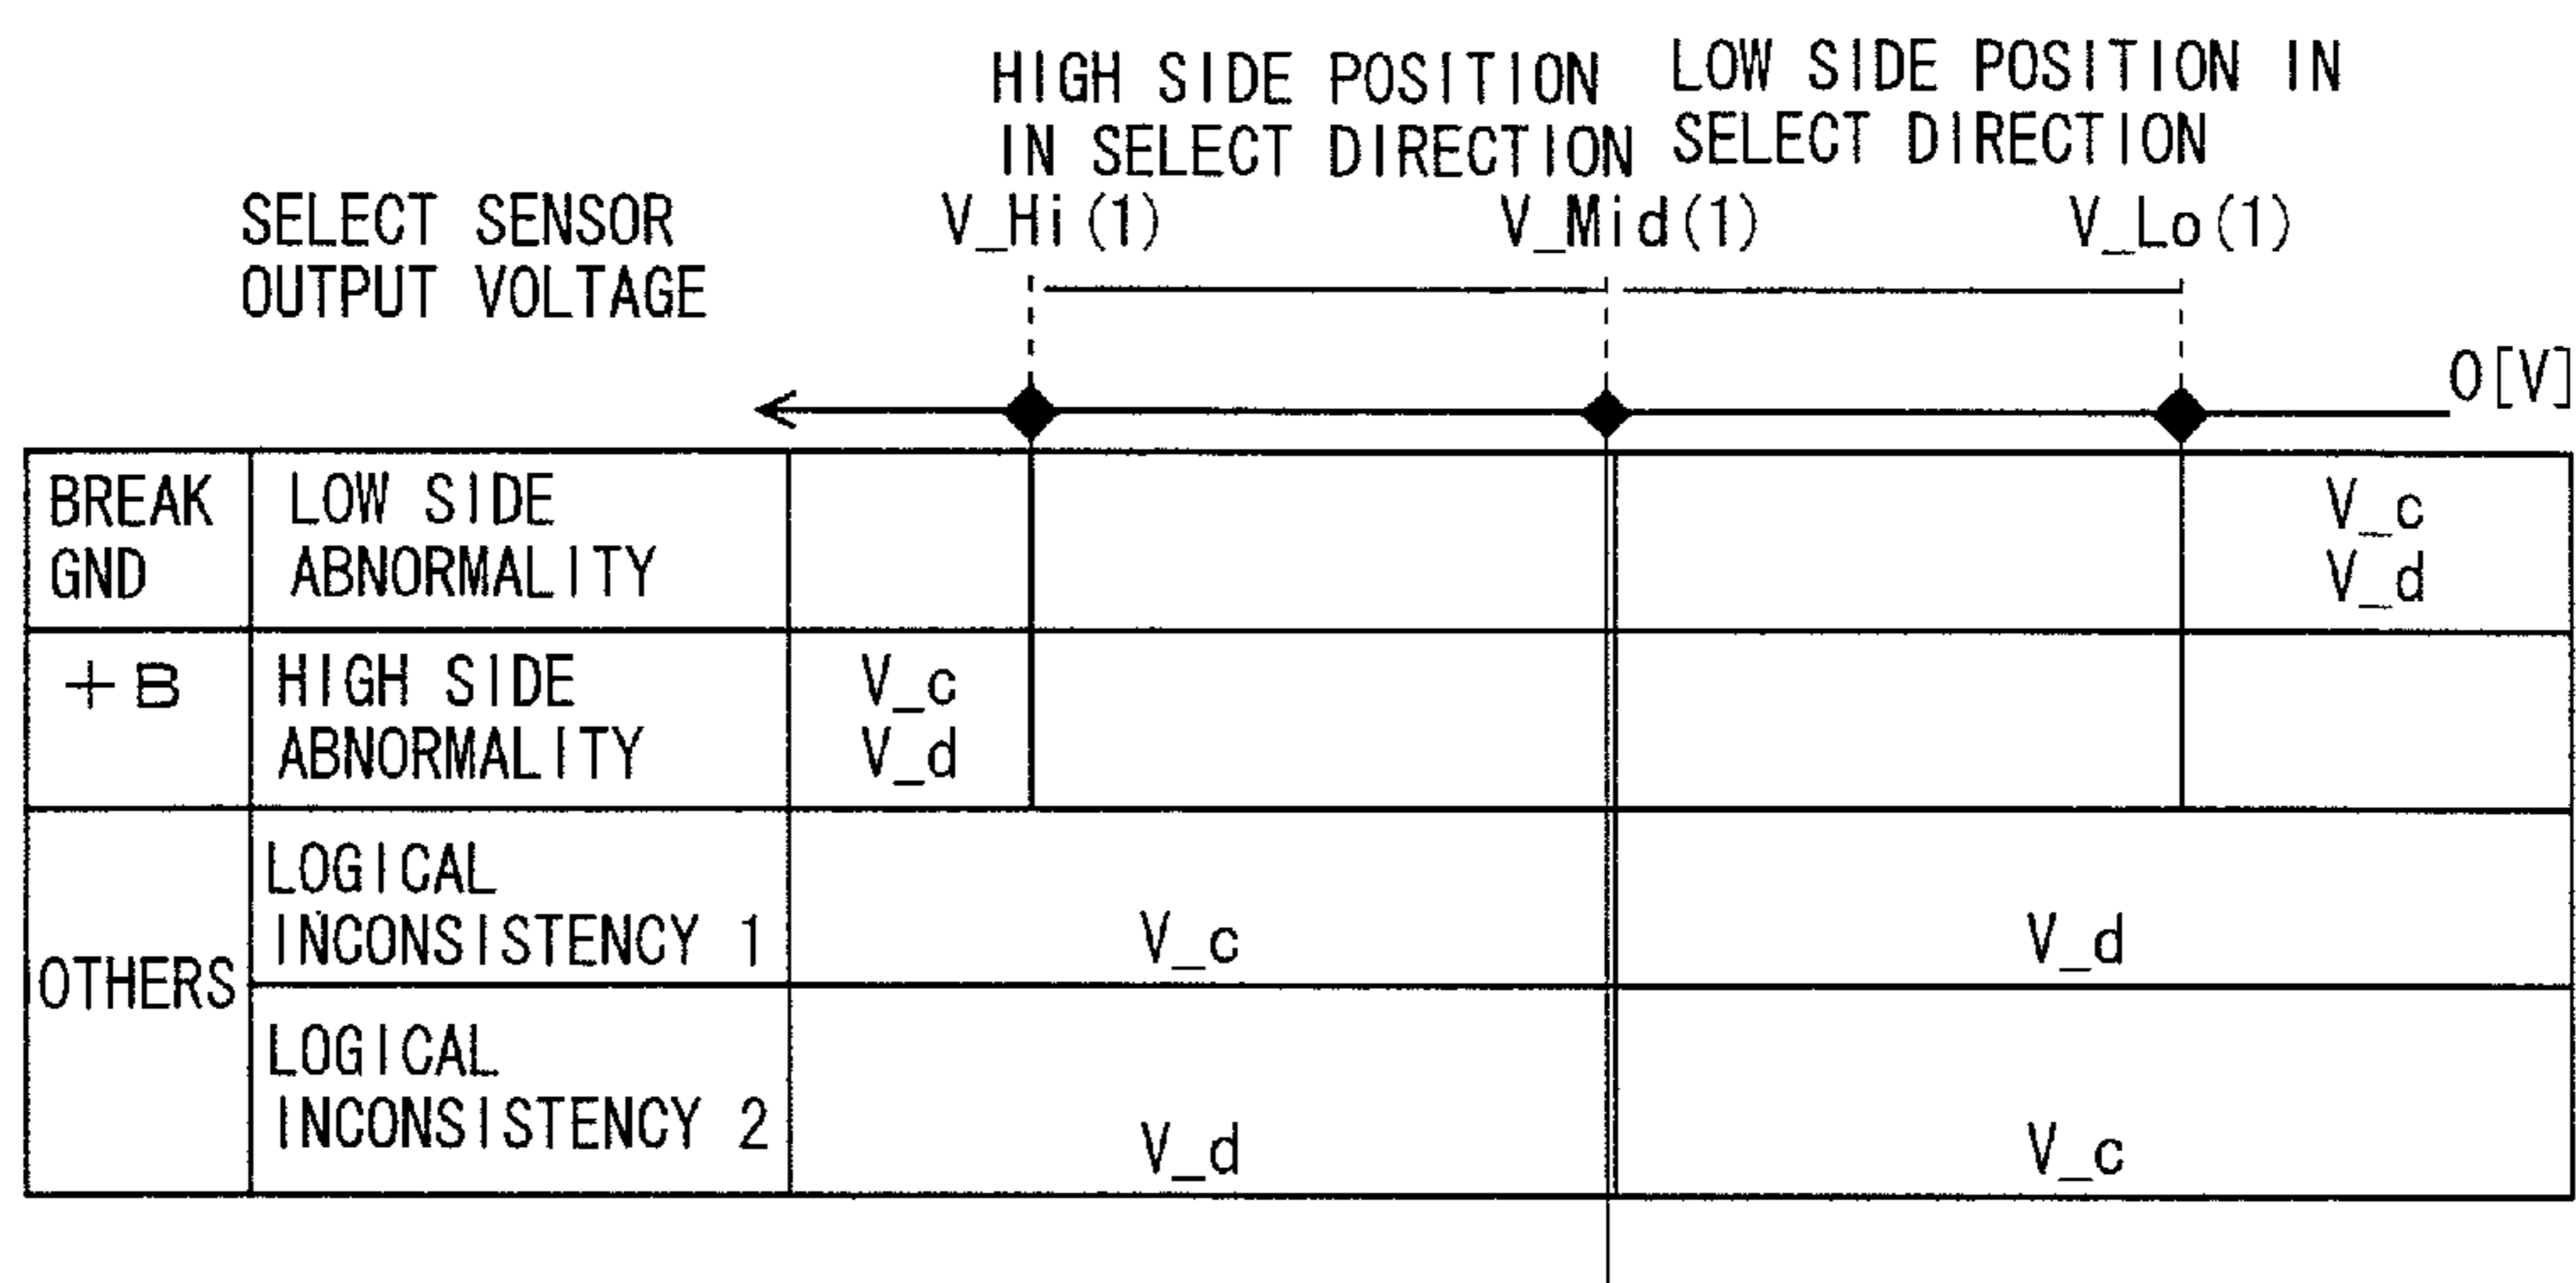 HIGH SIDE POSITION
IN SELECT DIRECTION
LOW SIDE POSITION IN
SELECT DIRECTION
SELECT SENSOR
OUTPUT VOLTAGE
V_Hi(1)
V_Mid(1)
V_Lo(1)
0[V]
BREAK
GND
LOW SIDE
ABNORMALITY
V_c
V_d
+B
HIGH SIDE
ABNORMALITY
V_c
V_d
OTHERS
LOGICAL
INCONSISTENCY 1
V_c
V_d
LOGICAL
INCONSISTENCY 2
V_d
V_c